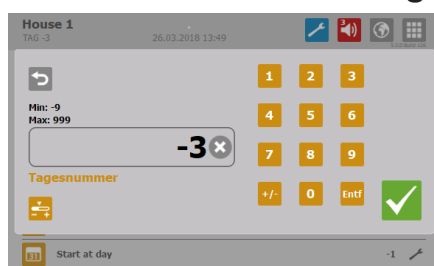 House 1
TAG -3
26.03.2018 13:49
3
Min: -9
Max: 999
-3
Tagesnummer
1 2 3
4 5 6
7 8 9
+/- 0 Entf
31 Start at day -1